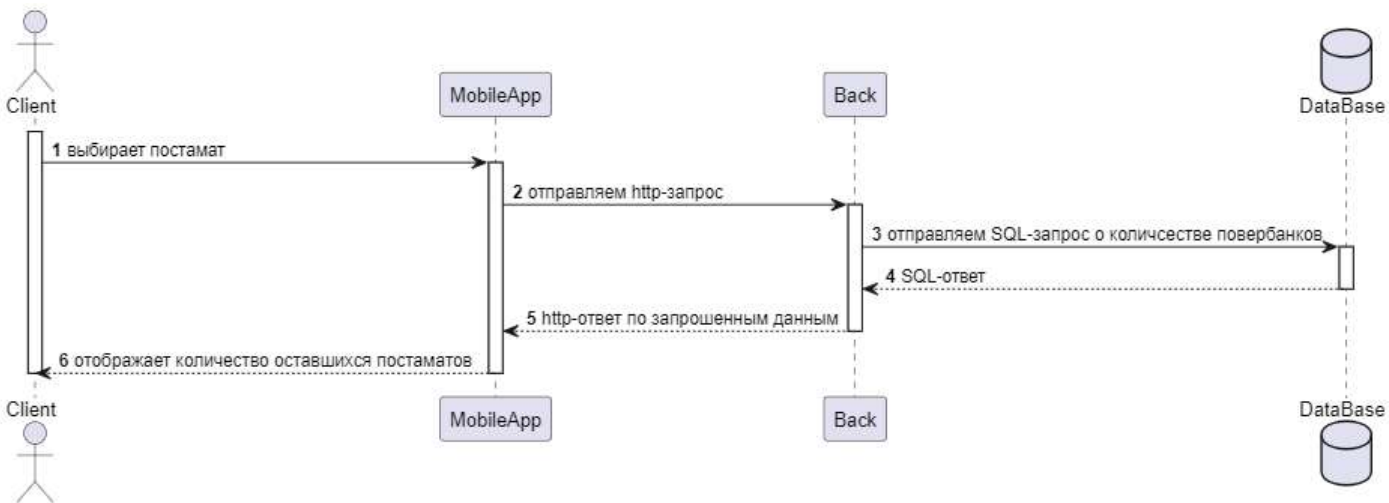 Client
MobileApp
Back
DataBase
1 выбирает постамат
2 отправляем http-запрос
3 отправляем SQL-запрос о количсестве повербанков
4 SQL-ответ
5 http-ответ по запрошенным данным
6 отображает количество оставшихся постаматов
Client
MobileApp
Back
DataBase